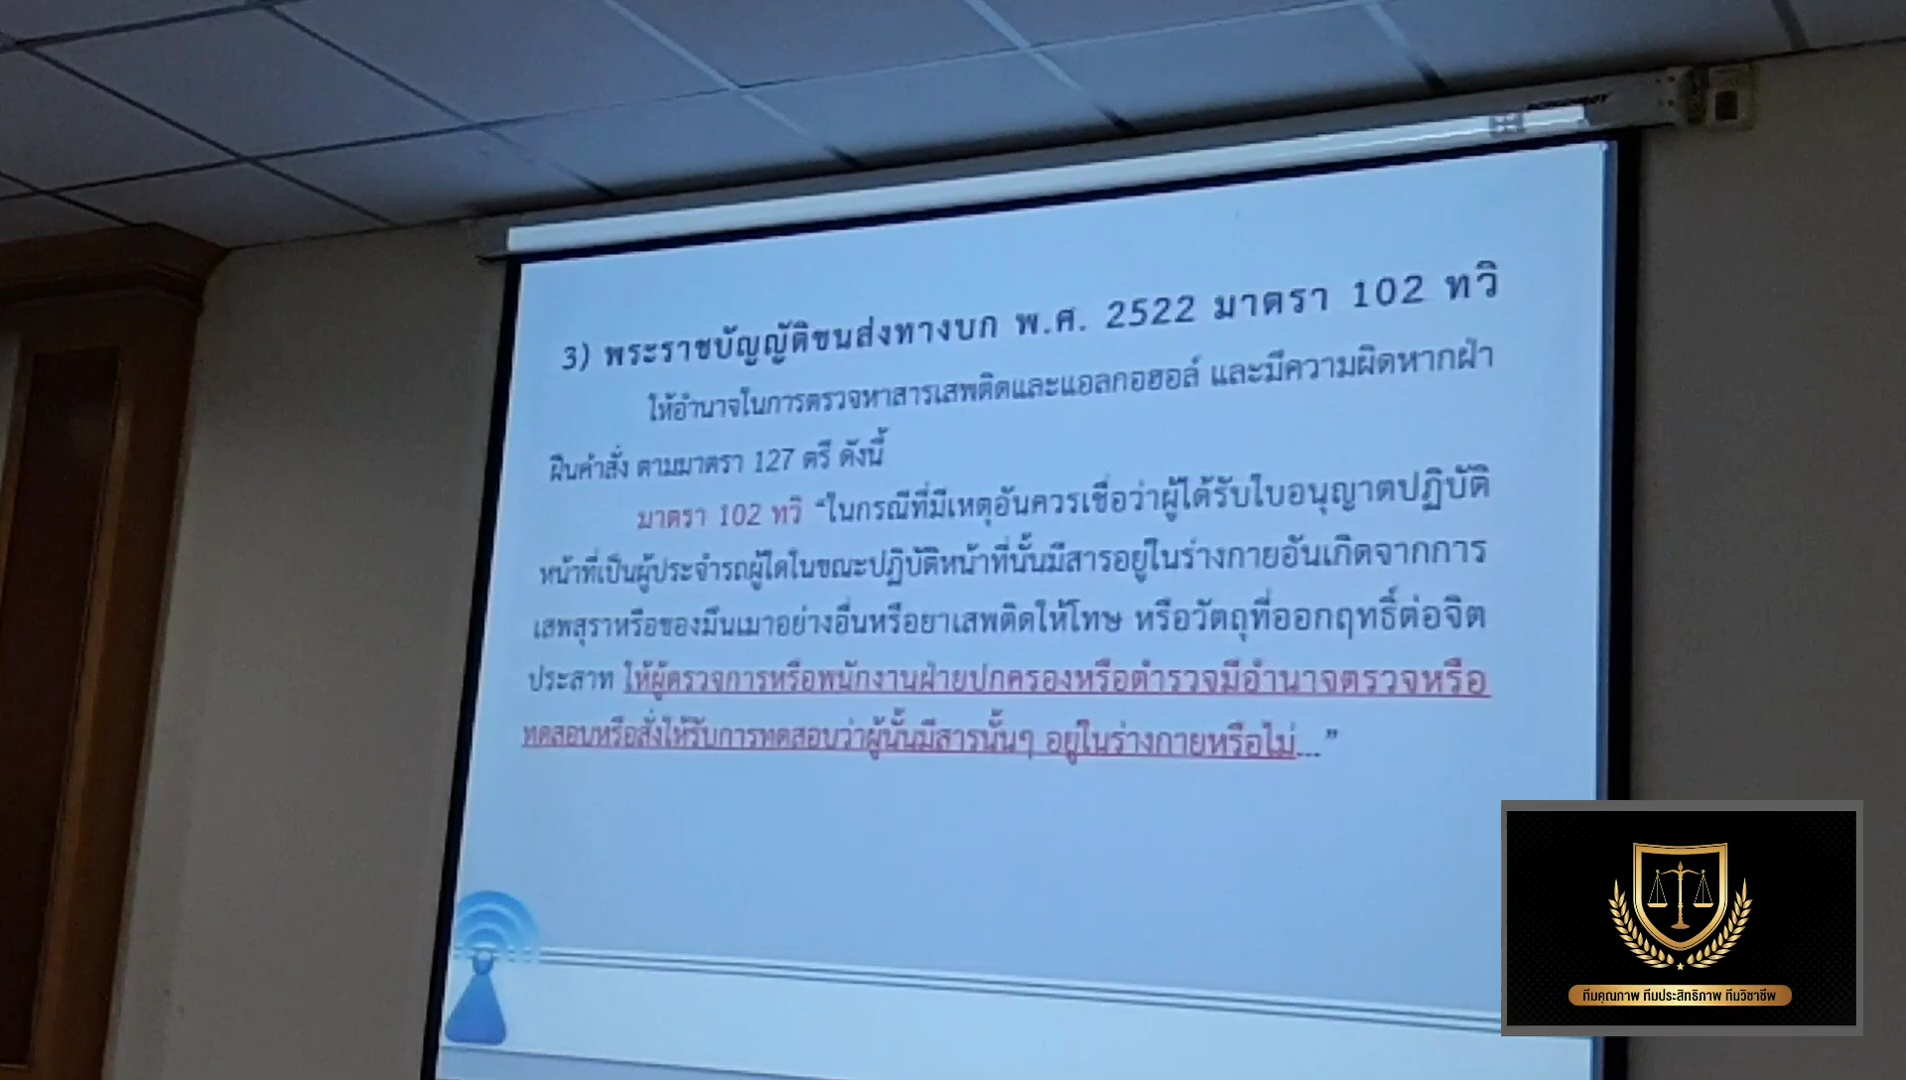 3) พระราชบัญญัติขนส่งทางบก พ.ศ. 2522 มาตรา 102 ทวิ
ให้อำนาจในการตรวจหาสารเสพติดและแอลกอฮอล์ และมีความผิดหากฝ่า
ฝืนคำสั่ง ตามมาตรา 127 ตรี ดังนี้
มาตรา 102 ทวิ “ในกรณีที่มีเหตุอันควรเชื่อว่าผู้ได้รับใบอนุญาตปฏิบัติ
หน้าที่เป็นผู้ประจำรถผู้ใดในขณะปฏิบัติหน้าที่นั้นมีสารอยู่ในร่างกายอันเกิดจากการ
เสพสุราหรือของมึนเมาอย่างอื่นหรือยาเสพติดให้โทษ หรือวัตถุที่ออกฤทธิ์ต่อจิต
ประสาท ให้ผู้ตรวจการหรือพนักงานฝ่ายปกครองหรือตำรวจมีอำนาจตรวจหรือ
ทดสอบหรือสั่งให้รับการทดสอบว่าผู้นั้นมีสารนั้นๆ อยู่ในร่างกายหรือไม่...”
ทีมคุณภาพ ทีมประสิทธิภาพ ทีมวิชาชีพ